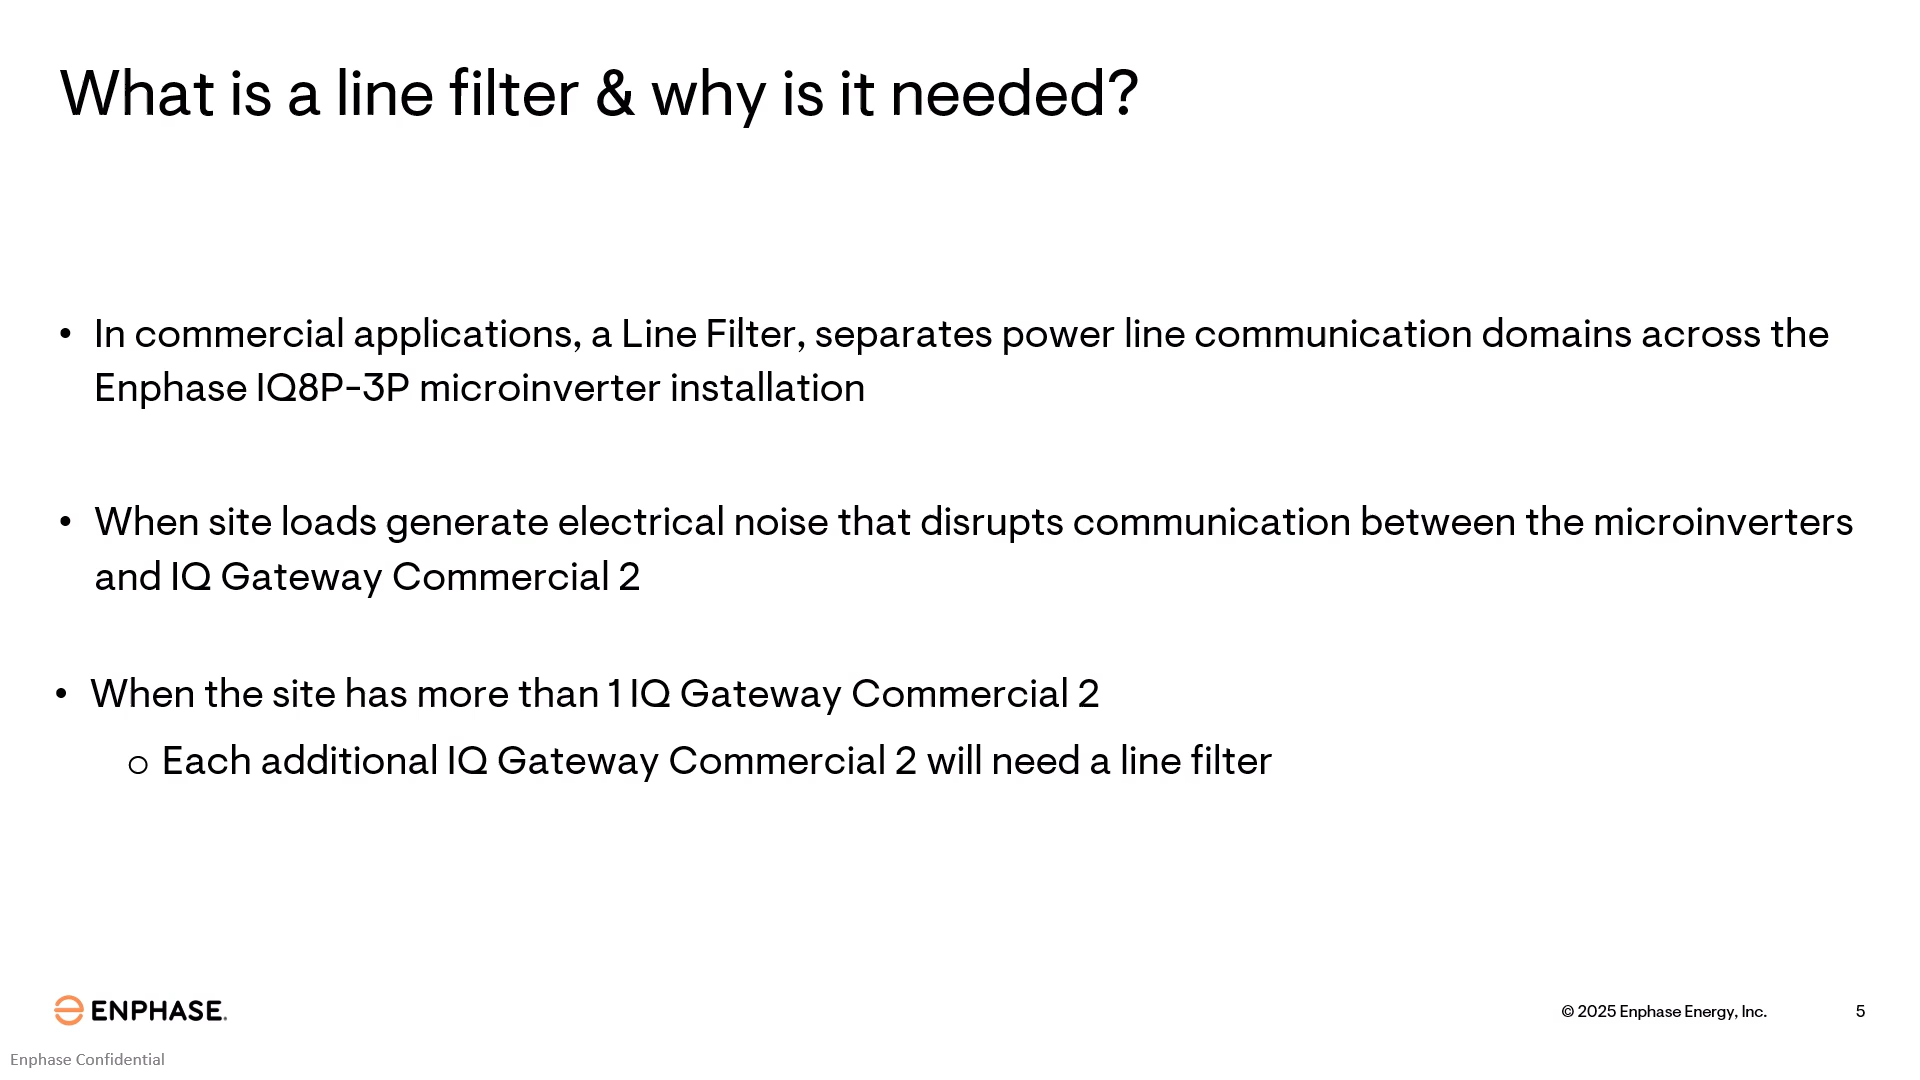 What is a line filter & why is it needed?
• In commercial applications, a Line Filter, separates power line communication domains across the
Enphase IQ8P-3P microinverter installation
• When site loads generate electrical noise that disrupts communication between the microinverters
and IQ Gateway Commercial 2
• When the site has more than 1 IQ Gateway Commercial 2
o Each additional IQ Gateway Commercial 2 will need a line filter
ENPHASE.
© 2025 Enphase Energy, Inc.
5
Enphase Confidential